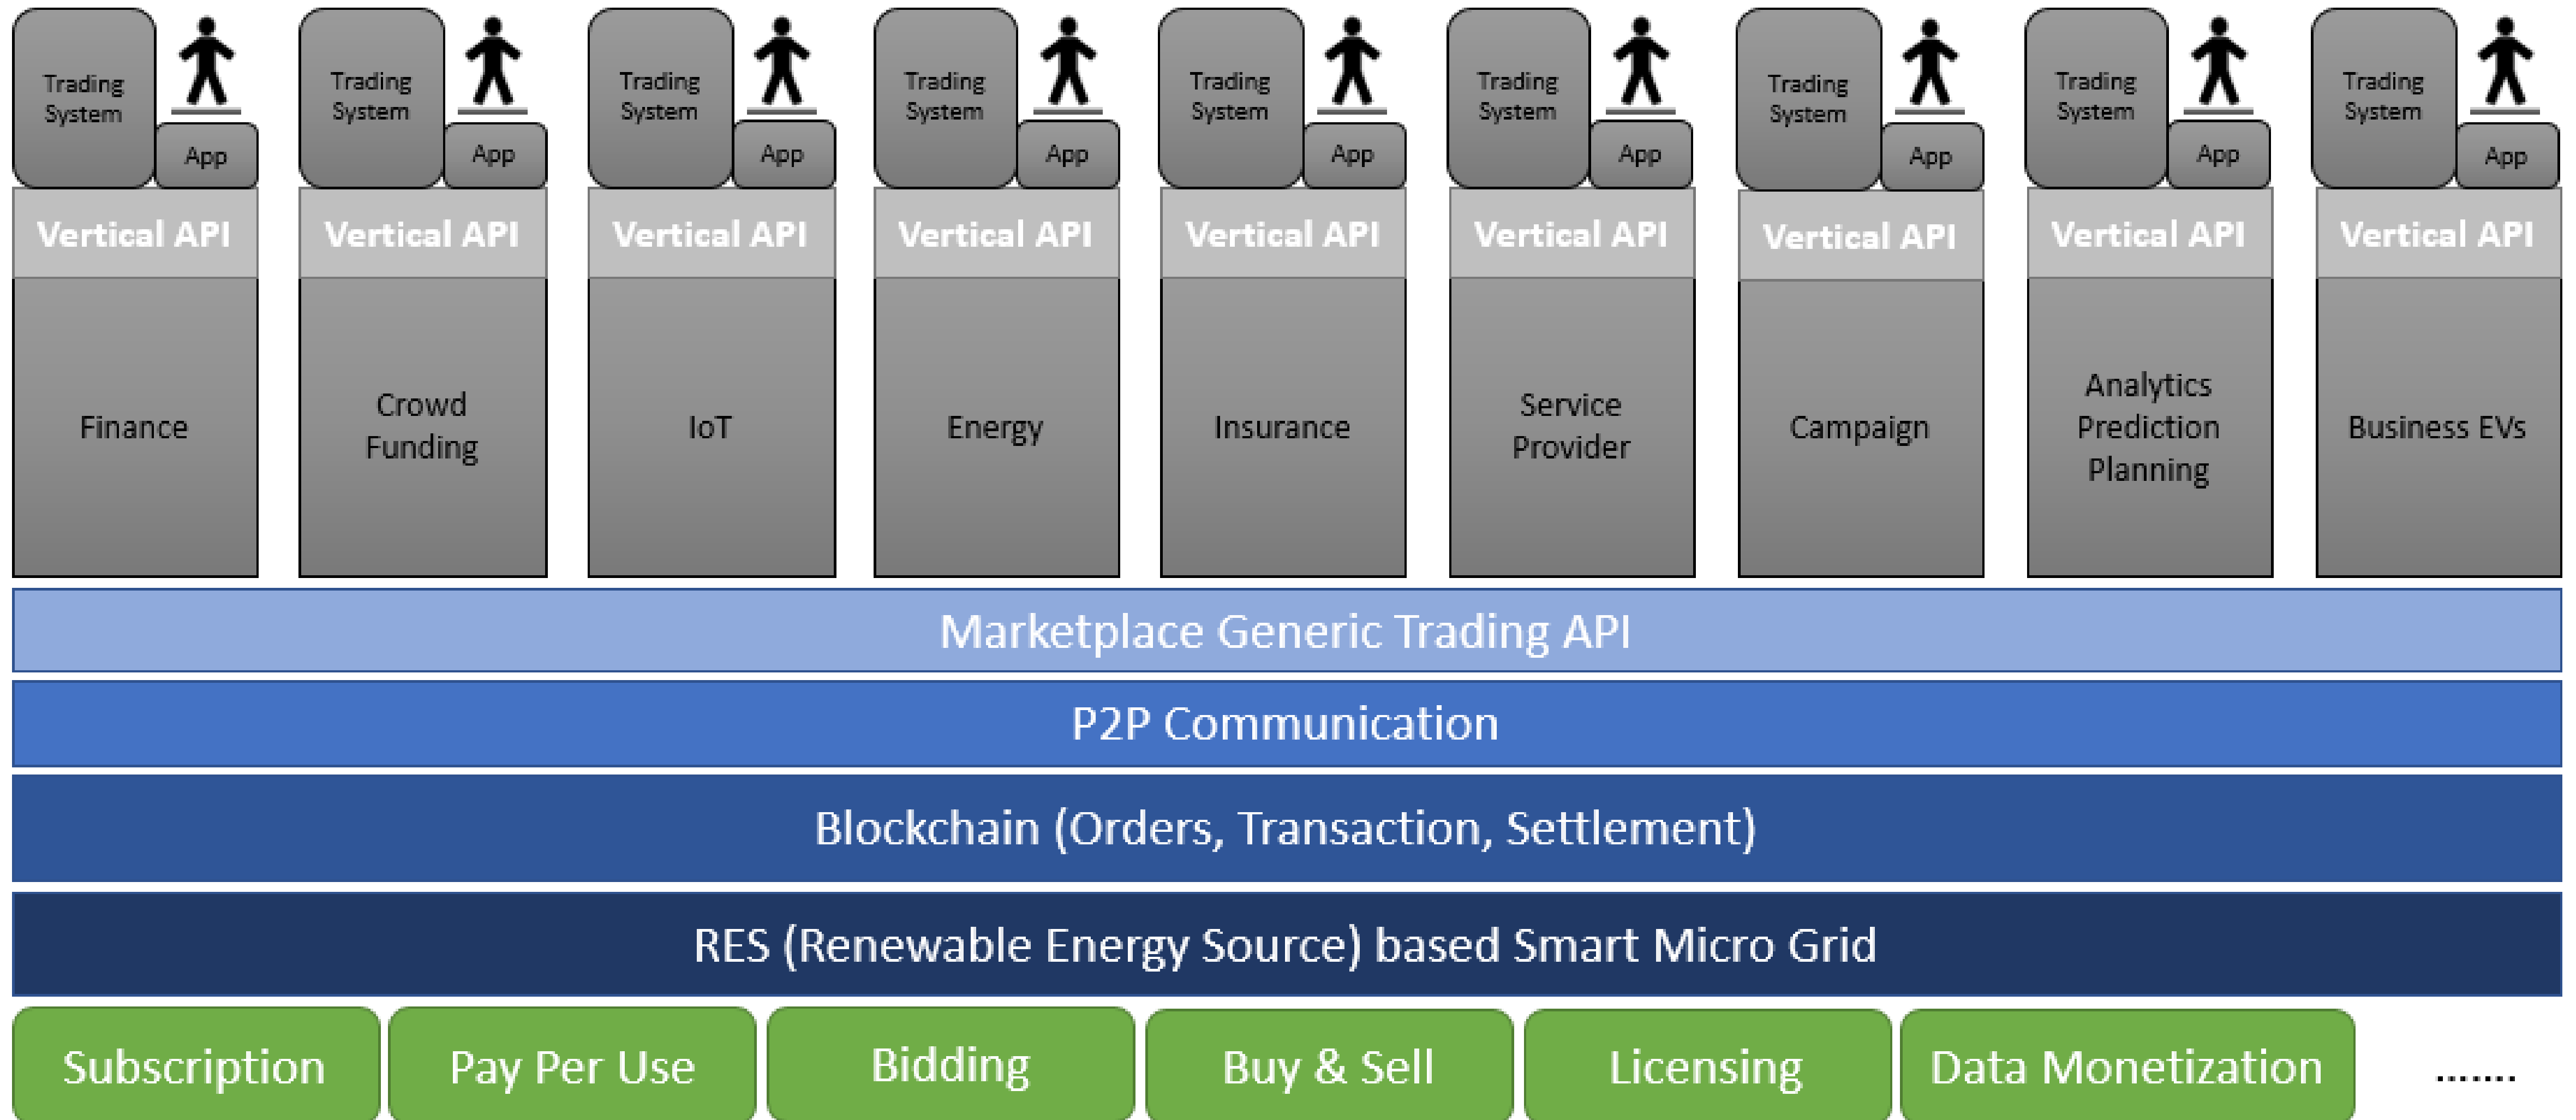 Trading
System
App
Trading
System
App
Trading
System
App
Trading
System
App
Trading
System
App
Trading
System
App
Trading
System
App
Trading
System
App
Trading
System
App
Vertical API
Vertical API
Vertical API
Vertical API
Vertical API
Vertical API
Vertical API
Vertical API
Vertical API
Finance
Crowd
Funding
IoT
Energy
Insurance
Service
Provider
Campaign
Analytics
Prediction
Planning
Business EVs
Marketplace Generic Trading API
P2P Communication
Blockchain (Orders, Transaction, Settlement)
RES (Renewable Energy Source) based Smart Micro Grid
Subscription
Pay Per Use
Bidding
Buy & Sell
Licensing
Data Monetization
.......